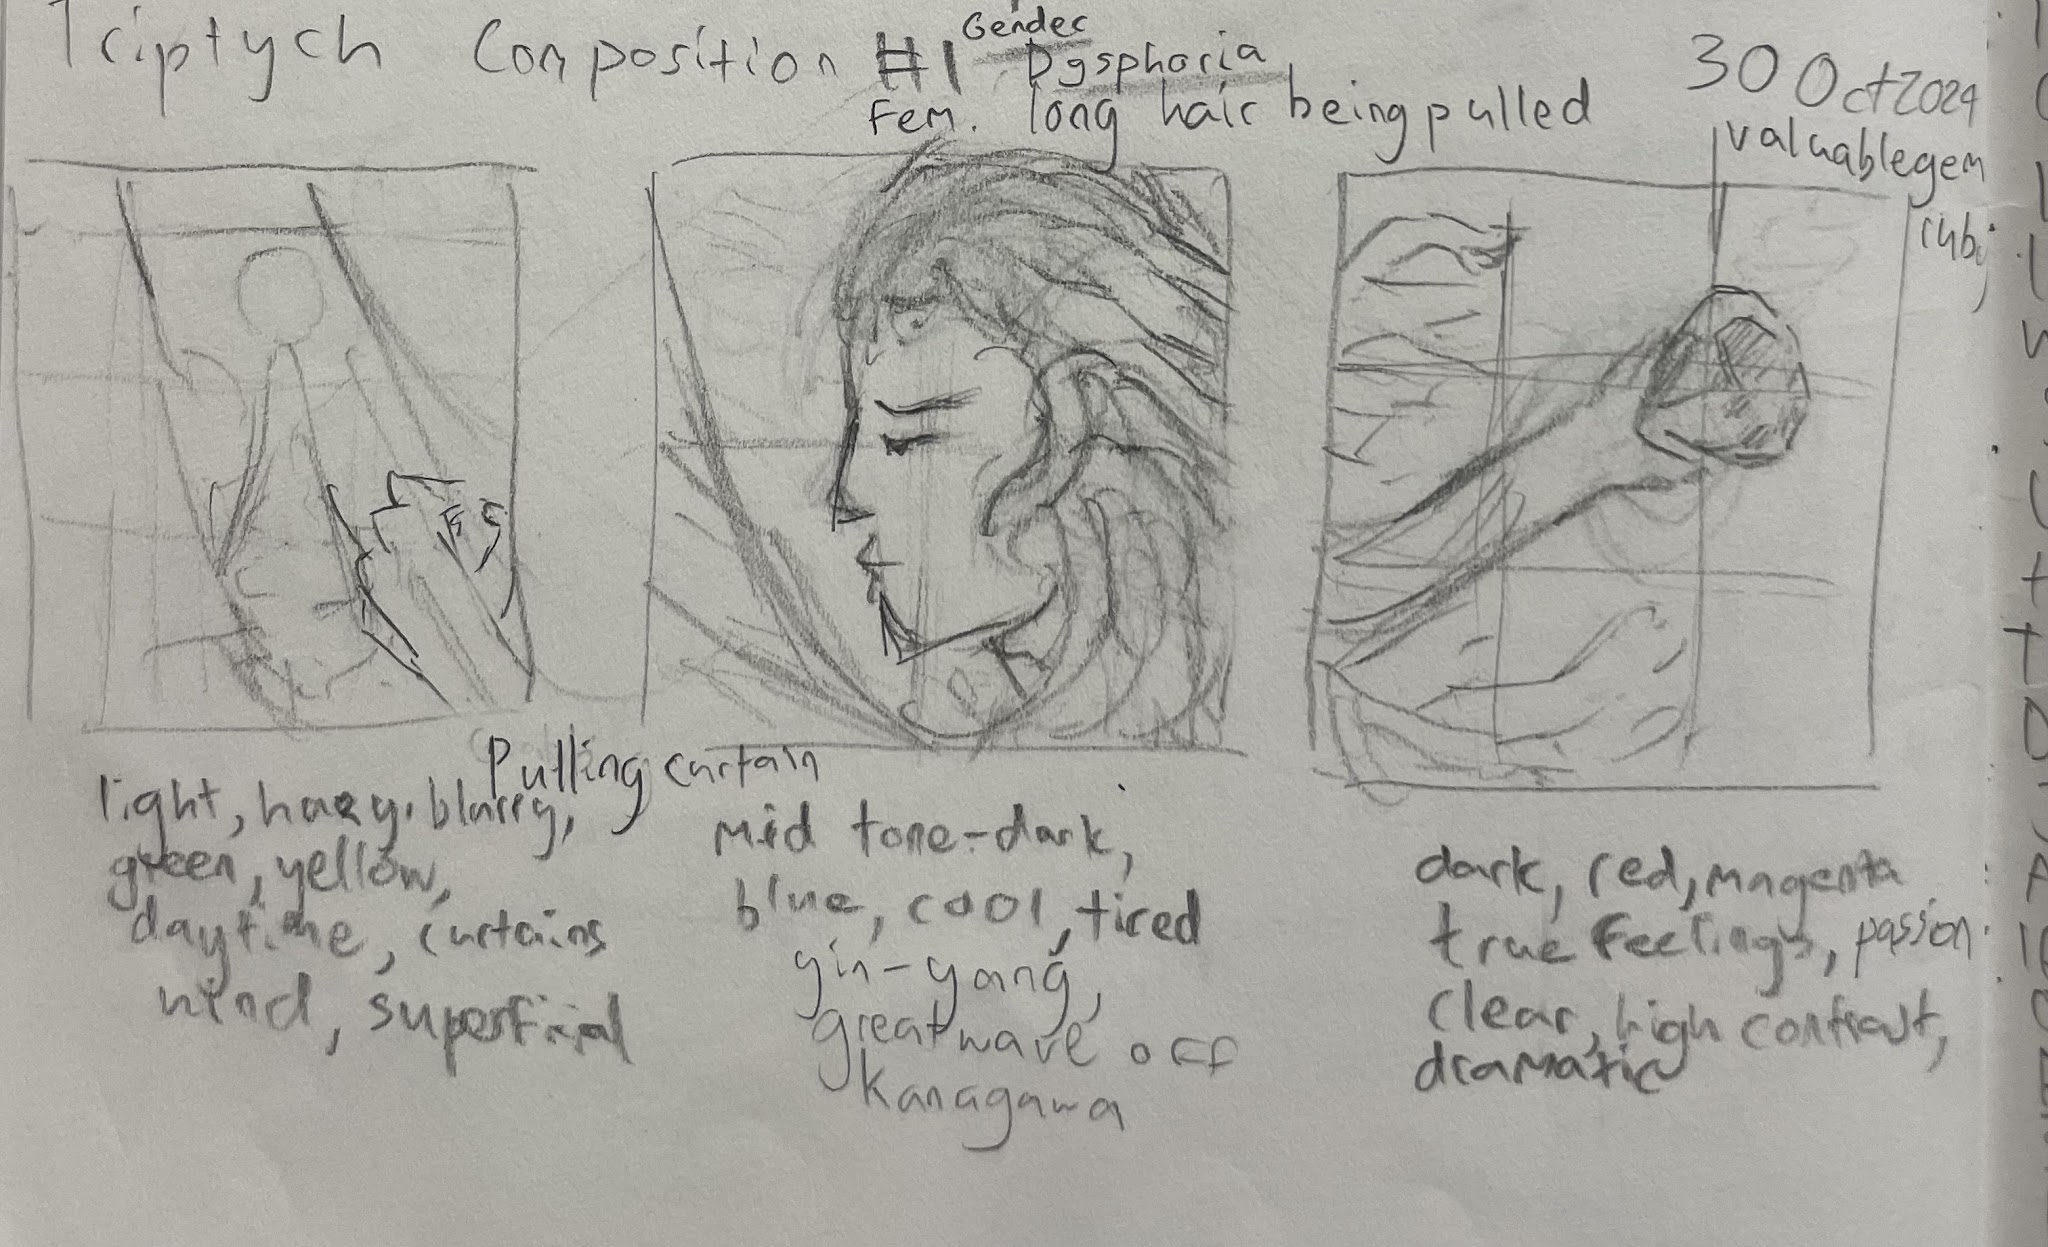 Triptych Composition #1 Gender Dysphoria
Fem. long hair being pulled
30 Oct 2024
valuable gem
ruby
Pulling curtain
light, hazy, blurry,
green, yellow,
daytime, curtains
wind, superficial
mid tone-dark,
blue, cool, tired
yin-yang,
great wave off
Kanagawa
dark, red, magenta
true feelings, passion
clear, high contrast,
dramatic